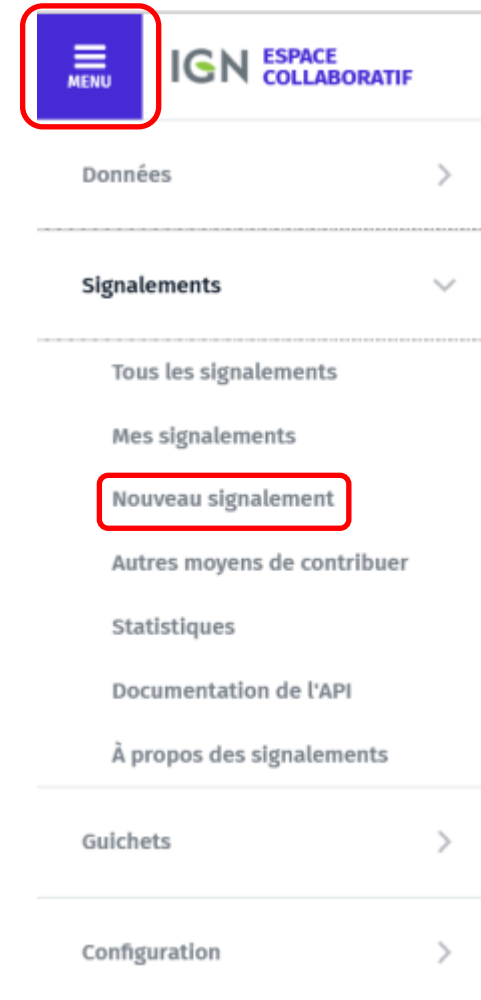 MENU
IGN ESPACE
COLLABORATIF
Données
Signalements
Tous les signalements
Mes signalements
Nouveau signalement
Autres moyens de contribuer
Statistiques
Documentation de l'API
À propos des signalements
Guichets
Configuration